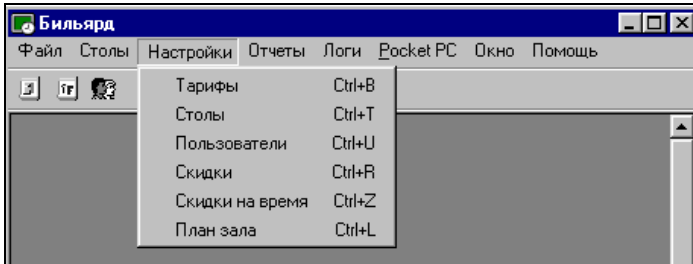 Бильярд
Файл Столы Настройки Отчеты Логи Pocket PC Окно Помощь
Тарифы Ctrl+B
Столы Ctrl+T
Пользователи Ctrl+U
Скидки Ctrl+R
Скидки на время Ctrl+Z
План зала Ctrl+L